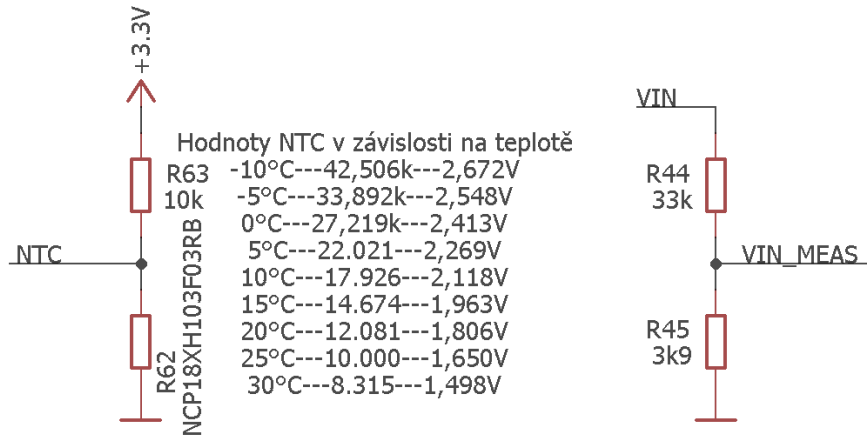 +3.3V
Hodnoty NTC v závislosti na teplotě
-10°C---42,506k---2,672V
-5°C---33,892k---2,548V
0°C---27,219k---2,413V
5°C---22.021---2,269V
10°C---17.926---2,118V
15°C---14.674---1,963V
20°C---12.081---1,806V
25°C---10.000---1,650V
30°C---8.315---1,498V
R63
10k
NTC
R62
NCP18XH103F03RB
VIN
R44
33k
VIN_MEAS
R45
3k9